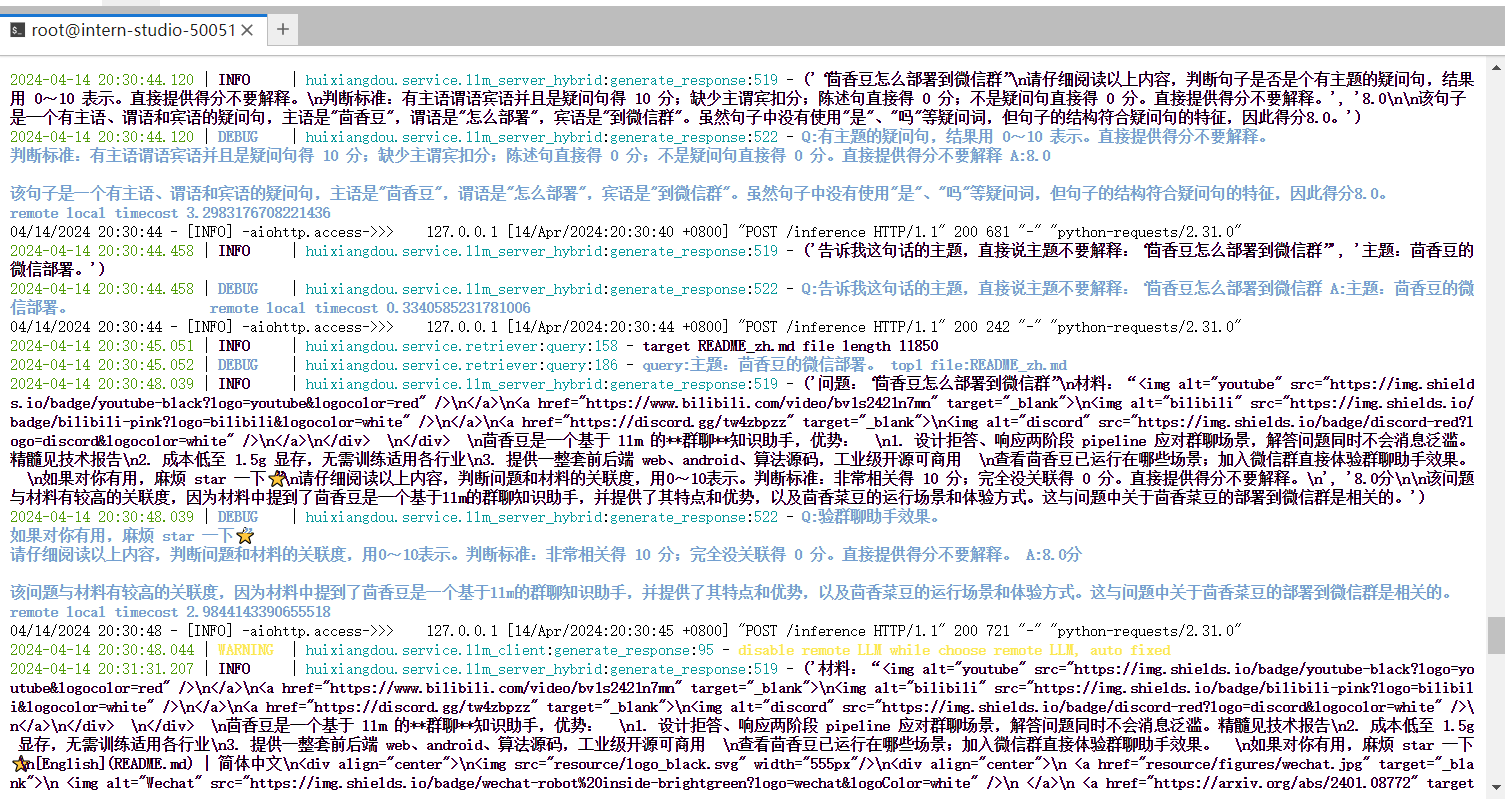 root@intern-studio-50051
2024-04-14 20:30:44.120 | INFO     | huixiangdou.service.llm_server_hybrid:generate_response:519 - ('“茴香豆怎么部署到微信群”\n请仔细阅读以上内容，判断句子是否是个有主题的疑问句，结果
用 0～10 表示。直接提供得分不要解释。\n判断标准：有主语谓语宾语并且是疑问句得 10 分；缺少主谓宾扣分；陈述句直接得 0 分；不是疑问句直接得 0 分。直接提供得分不要解释。', '8.0\n\n该句子
是一个有主语、谓语和宾语的疑问句，主语是"茴香豆"，谓语是"怎么部署"，宾语是"到微信群"。虽然句子中没有使用"是"、"吗"等疑问词，但句子的结构符合疑问句的特征，因此得分8.0。')
2024-04-14 20:30:44.120 | DEBUG    | huixiangdou.service.llm_server_hybrid:generate_response:522 - Q:有主题的疑问句，结果用 0～10 表示。直接提供得分不要解释。
判断标准：有主语谓语宾语并且是疑问句得 10 分；缺少主谓宾扣分；陈述句直接得 0 分；不是疑问句直接得 0 分。直接提供得分不要解释 A:8.0
该句子是一个有主语、谓语和宾语的疑问句，主语是"茴香豆"，谓语是"怎么部署"，宾语是"到微信群"。虽然句子中没有使用"是"、"吗"等疑问词，但句子的结构符合疑问句的特征，因此得分8.0。
remote local timecost 3.2983176708221436
04/14/2024 20:30:44 - [INFO] -aiohttp.access->>>    127.0.0.1 [14/Apr/2024:20:30:40 +0800] "POST /inference HTTP/1.1" 200 681 "-" "python-requests/2.31.0"
2024-04-14 20:30:44.458 | INFO     | huixiangdou.service.llm_server_hybrid:generate_response:519 - ('告诉我这句话的主题，直接说主题不要解释：“茴香豆怎么部署到微信群”', '主题：茴香豆的
微信部署。')
2024-04-14 20:30:44.458 | DEBUG    | huixiangdou.service.llm_server_hybrid:generate_response:522 - Q:告诉我这句话的主题，直接说主题不要解释：“茴香豆怎么部署到微信群 A:主题：茴香豆的微
信部署。                remote local timecost 0.3340585231781006
04/14/2024 20:30:44 - [INFO] -aiohttp.access->>>    127.0.0.1 [14/Apr/2024:20:30:44 +0800] "POST /inference HTTP/1.1" 200 242 "-" "python-requests/2.31.0"
2024-04-14 20:30:45.051 | INFO     | huixiangdou.service.retriever:query:158 - target README_zh.md file length 11850
2024-04-14 20:30:45.052 | DEBUG    | huixiangdou.service.retriever:query:186 - query:主题：茴香豆的微信部署。 top1 file:README_zh.md
2024-04-14 20:30:48.039 | INFO     | huixiangdou.service.llm_server_hybrid:generate_response:519 - ('问题：“茴香豆怎么部署到微信群”\n材料：“<img alt="youtube" src="https://img.shield
s.io/badge/youtube-black?logo=youtube&logocolor=red" />\n</a>\n<a href="https://www.bilibili.com/video/bv1s2421n7mn" target="_blank">\n<img alt="bilibili" src="https://img.shields.io/
badge/bilibili-pink?logo=bilibili&logocolor=white" />\n</a>\n<a href="https://discord.gg/tw4zbpzz" target="_blank">\n<img alt="discord" src="https://img.shields.io/badge/discord-red?l
ogo=discord&logocolor=white" />\n</a>\n</div>  \n</div>  \n茴香豆是一个基于 llm 的**群聊**知识助手，优势：  \n1. 设计拒答、响应两阶段 pipeline 应对群聊场景，解答问题同时不会消息泛滥。
精髓见技术报告\n2. 成本低至 1.5g 显存，无需训练适用各行业\n3. 提供一整套前后端 web、android、算法源码，工业级开源可商用  \n查看茴香豆已运行在哪些场景；加入微信群直接体验群聊助手效果。
\n如果对你有用，麻烦 star 一下⭐\n请仔细阅读以上内容，判断问题和材料的关联度，用0～10表示。判断标准：非常相关得 10 分；完全没关联得 0 分。直接提供得分不要解释。\n', '8.0分\n\n该问题
与材料有较高的关联度，因为材料中提到了茴香豆是一个基于llm的群聊知识助手，并提供了其特点和优势，以及茴香菜豆的运行场景和体验方式。这与问题中关于茴香菜豆的部署到微信群是相关的。')
2024-04-14 20:30:48.039 | DEBUG    | huixiangdou.service.llm_server_hybrid:generate_response:522 - Q:验群聊助手效果。
如果对你有用，麻烦 star 一下⭐
请仔细阅读以上内容，判断问题和材料的关联度，用0～10表示。判断标准：非常相关得 10 分；完全没关联得 0 分。直接提供得分不要解释。 A:8.0分
该问题与材料有较高的关联度，因为材料中提到了茴香豆是一个基于llm的群聊知识助手，并提供了其特点和优势，以及茴香菜豆的运行场景和体验方式。这与问题中关于茴香菜豆的部署到微信群是相关的。
remote local timecost 2.9844143390655518
04/14/2024 20:30:48 - [INFO] -aiohttp.access->>>    127.0.0.1 [14/Apr/2024:20:30:45 +0800] "POST /inference HTTP/1.1" 200 721 "-" "python-requests/2.31.0"
2024-04-14 20:30:48.044 | WARNING  | huixiangdou.service.llm_client:generate_response:95 - disable remote LLM while choose remote LLM, auto fixed
2024-04-14 20:31:31.207 | INFO     | huixiangdou.service.llm_server_hybrid:generate_response:519 - ('材料：“<img alt="youtube" src="https://img.shields.io/badge/youtube-black?logo=yo
utube&logocolor=red" />\n</a>\n<a href="https://www.bilibili.com/video/bv1s2421n7mn" target="_blank">\n<img alt="bilibili" src="https://img.shields.io/badge/bilibili-pink?logo=bilibil
i&logocolor=white" />\n</a>\n<a href="https://discord.gg/tw4zbpzz" target="_blank">\n<img alt="discord" src="https://img.shields.io/badge/discord-red?logo=discord&logocolor=white" />\
n</a>\n</div>  \n</div>  \n茴香豆是一个基于 llm 的**群聊**知识助手，优势：  \n1. 设计拒答、响应两阶段 pipeline 应对群聊场景，解答问题同时不会消息泛滥。精髓见技术报告\n2. 成本低至 1.5g
显存，无需训练适用各行业\n3. 提供一整套前后端 web、android、算法源码，工业级开源可商用  \n查看茴香豆已运行在哪些场景；加入微信群直接体验群聊助手效果。  \n如果对你有用，麻烦 star 一下
⭐\n[English](README.md) | 简体中文\n<div align="center">\n<img src="resource/logo_black.svg" width="555px"/>\n<div align="center">\n <a href="resource/figures/wechat.jpg" target="_bla
nk">\n <img alt="Wechat" src="https://img.shields.io/badge/wechat-robot%20inside-brightgreen?logo=wechat&logoColor=white" />\n </a>\n <a href="https://arxiv.org/abs/2401.08772" target